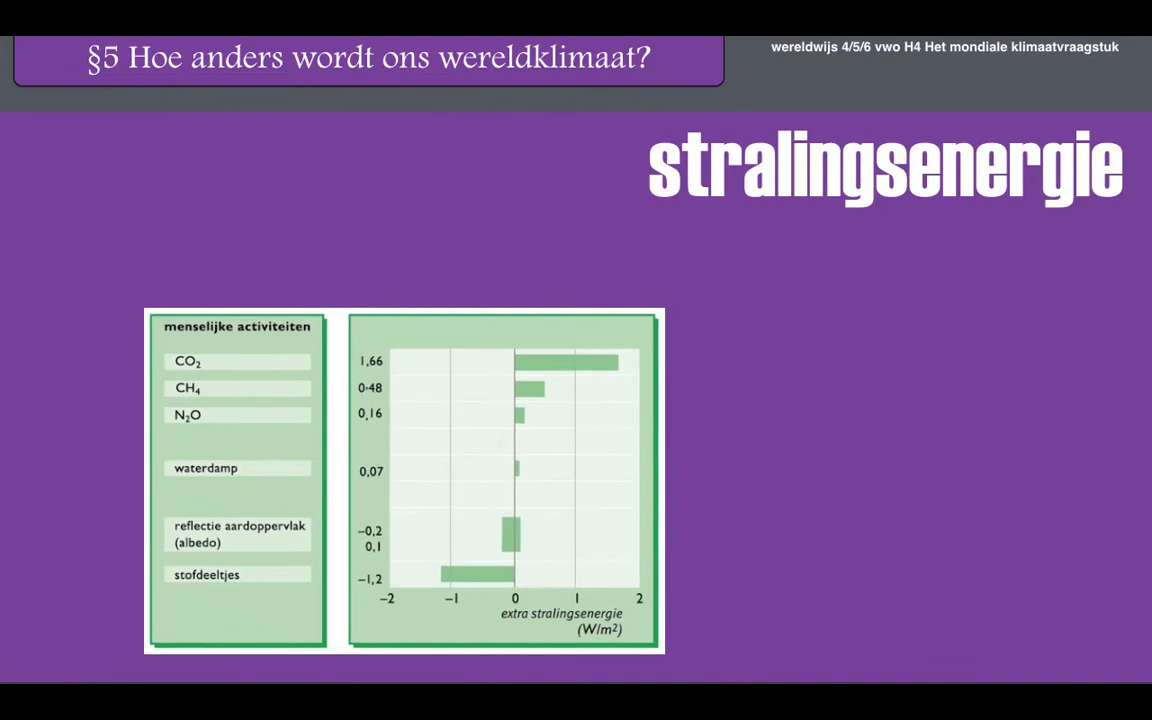 §5 Hoe anders wordt ons wereldklimaat?
wereldwijs 4/5/6 vwo H4 Het mondiale klimaatvraagstuk
stralingsenergie
menselijke activiteiten
CO₂ 1,66
CH₄ 0·48
N₂O 0,16
waterdamp 0,07
reflectie aardoppervlak –0,2
(albedo) 0,1
stofdeeltjes –1,2
–2 –1 0 1 2
extra stralingsenergie
(W/m²)